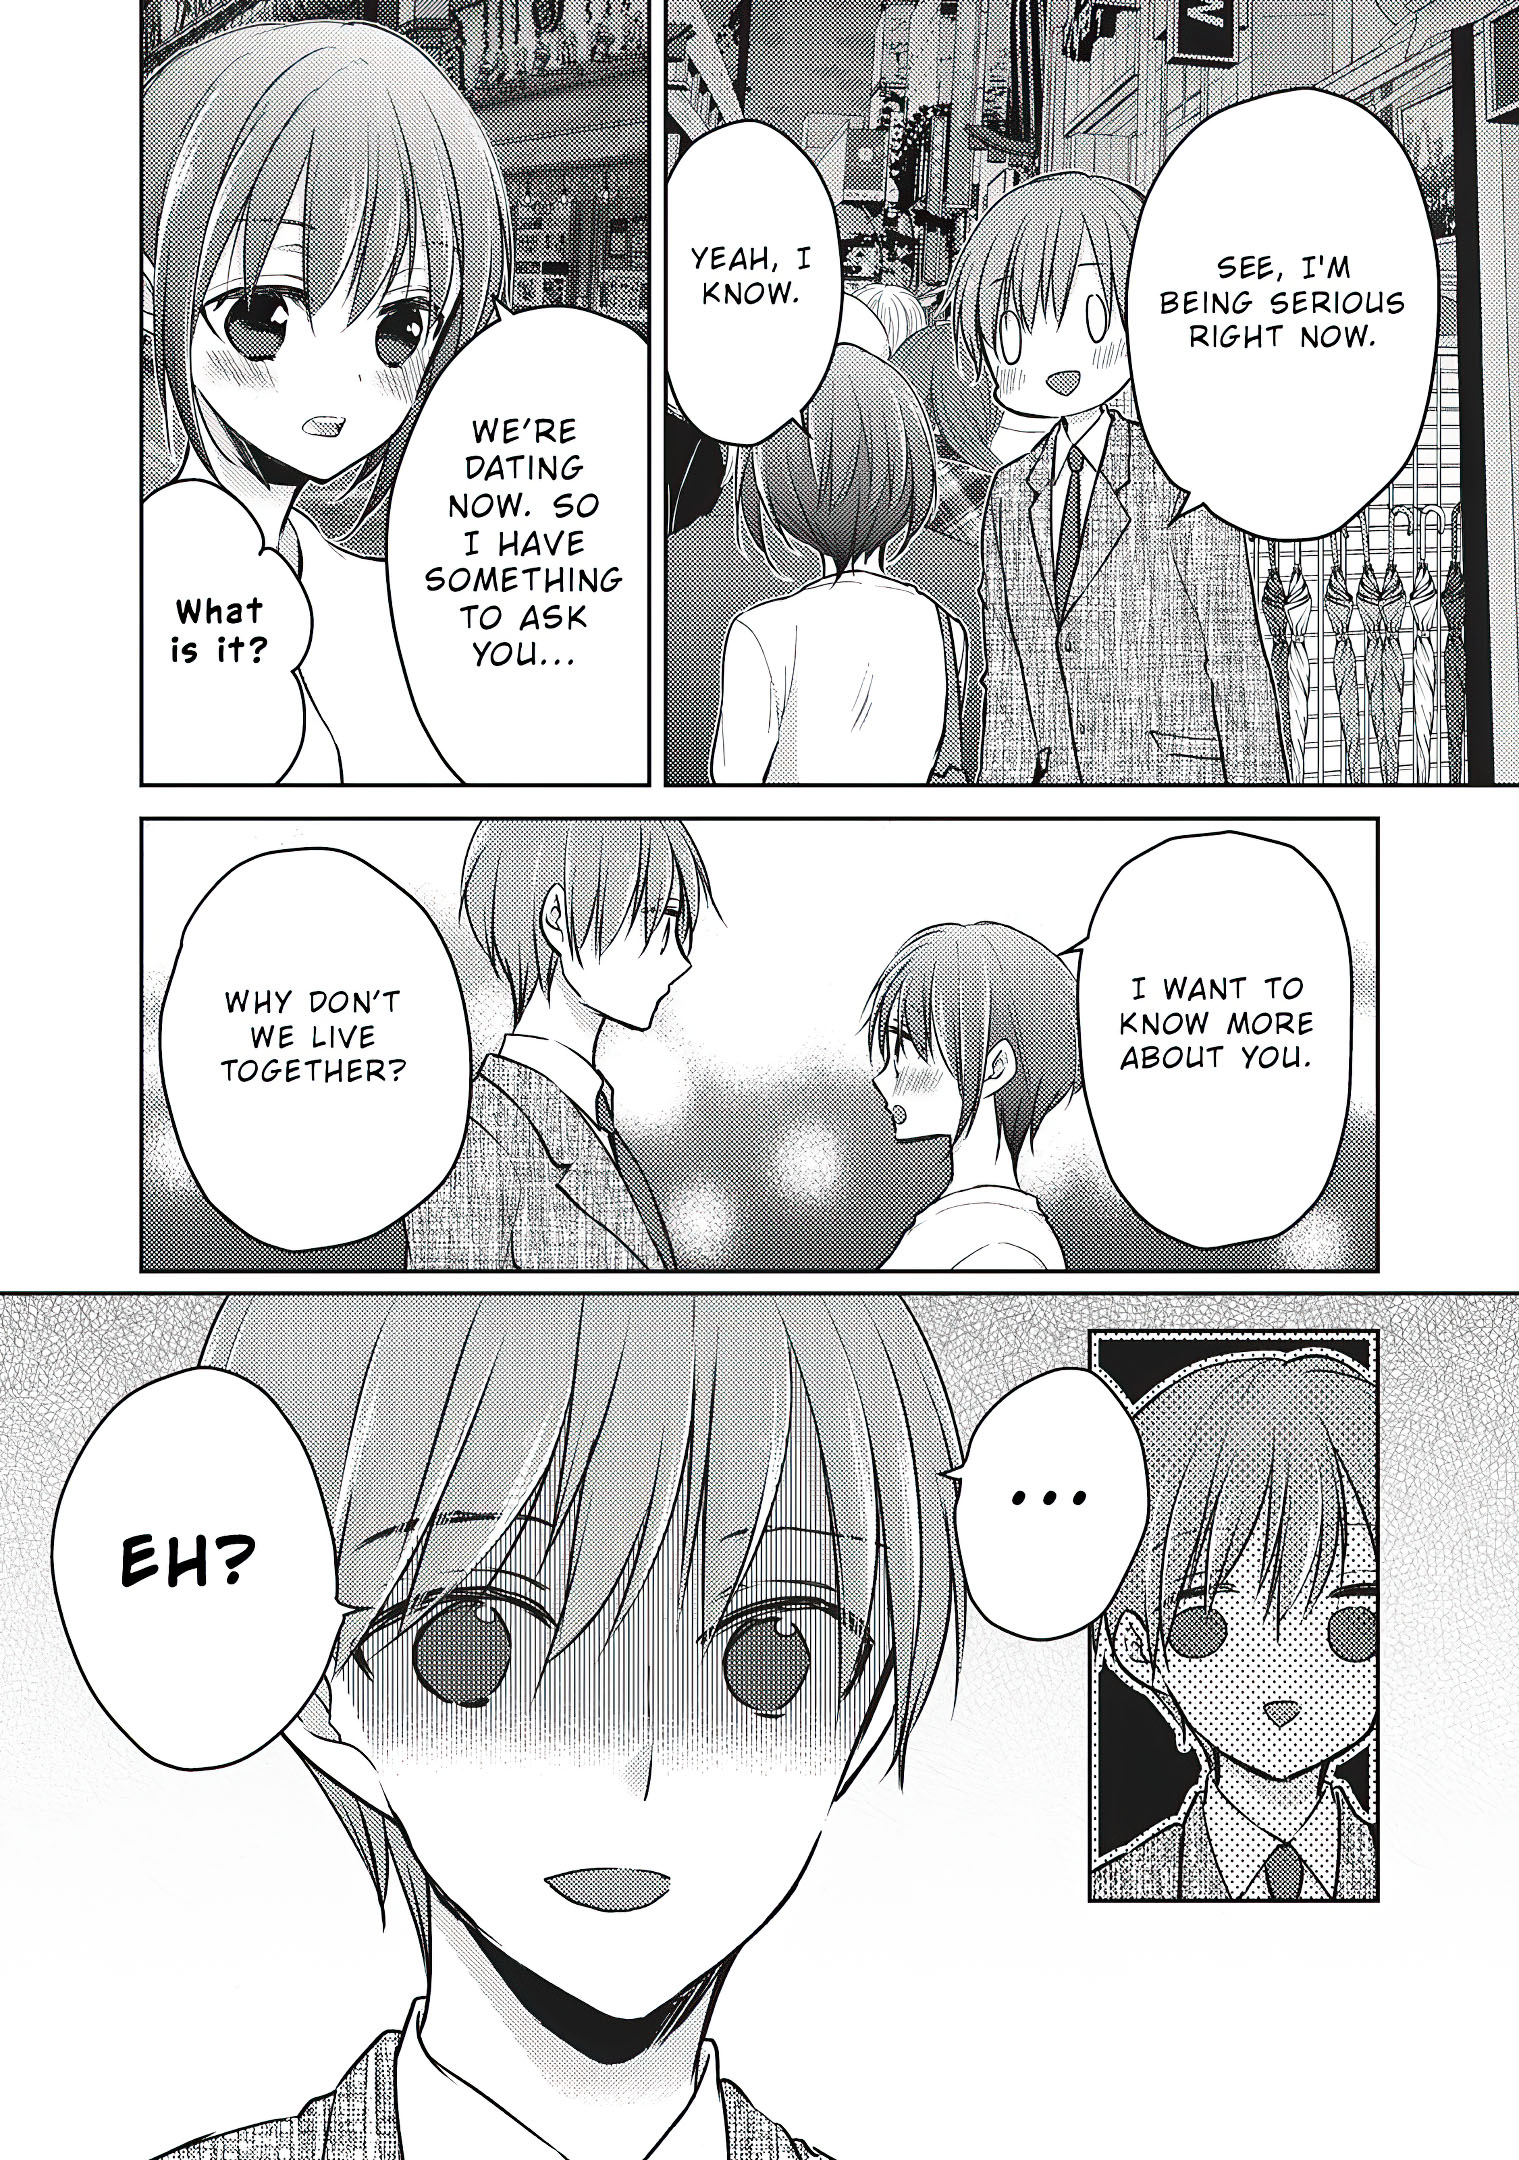 SEE, I'M
BEING SERIOUS
RIGHT NOW.
YEAH, I
KNOW.
WE'RE
DATING
NOW. SO
I HAVE
SOMETHING
TO ASK
YOU...
What
is it?
I WANT TO
KNOW MORE
ABOUT YOU.
WHY DON'T
WE LIVE
TOGETHER?
...
EH?